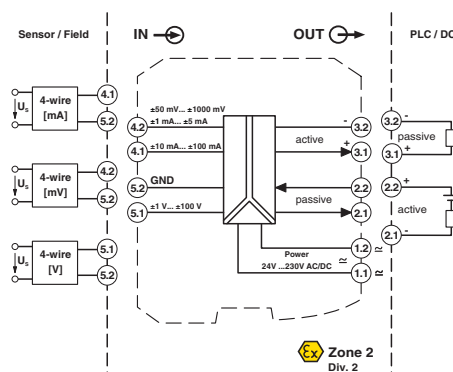 Sensor / Field
IN
OUT
PLC / DC
Us
4-wire
[mA]
4.1
5.2
Us
4-wire
[mV]
4.2
5.2
Us
4-wire
[V]
5.1
5.2
±50 mV... ±1000 mV
4.2
±1 mA... ±5 mA
4.1
±10 mA... ±100 mA
5.2
GND
5.1
±1 V... ±100 V
-
3.2
active
+
3.1
2.2
passive
2.1
Power
1.2
≃
24V ...230V AC/DC
≃
1.1
≃
3.2
-
passive
3.1
+
2.2
+
active
2.1
-
Ex
Zone 2
Div. 2